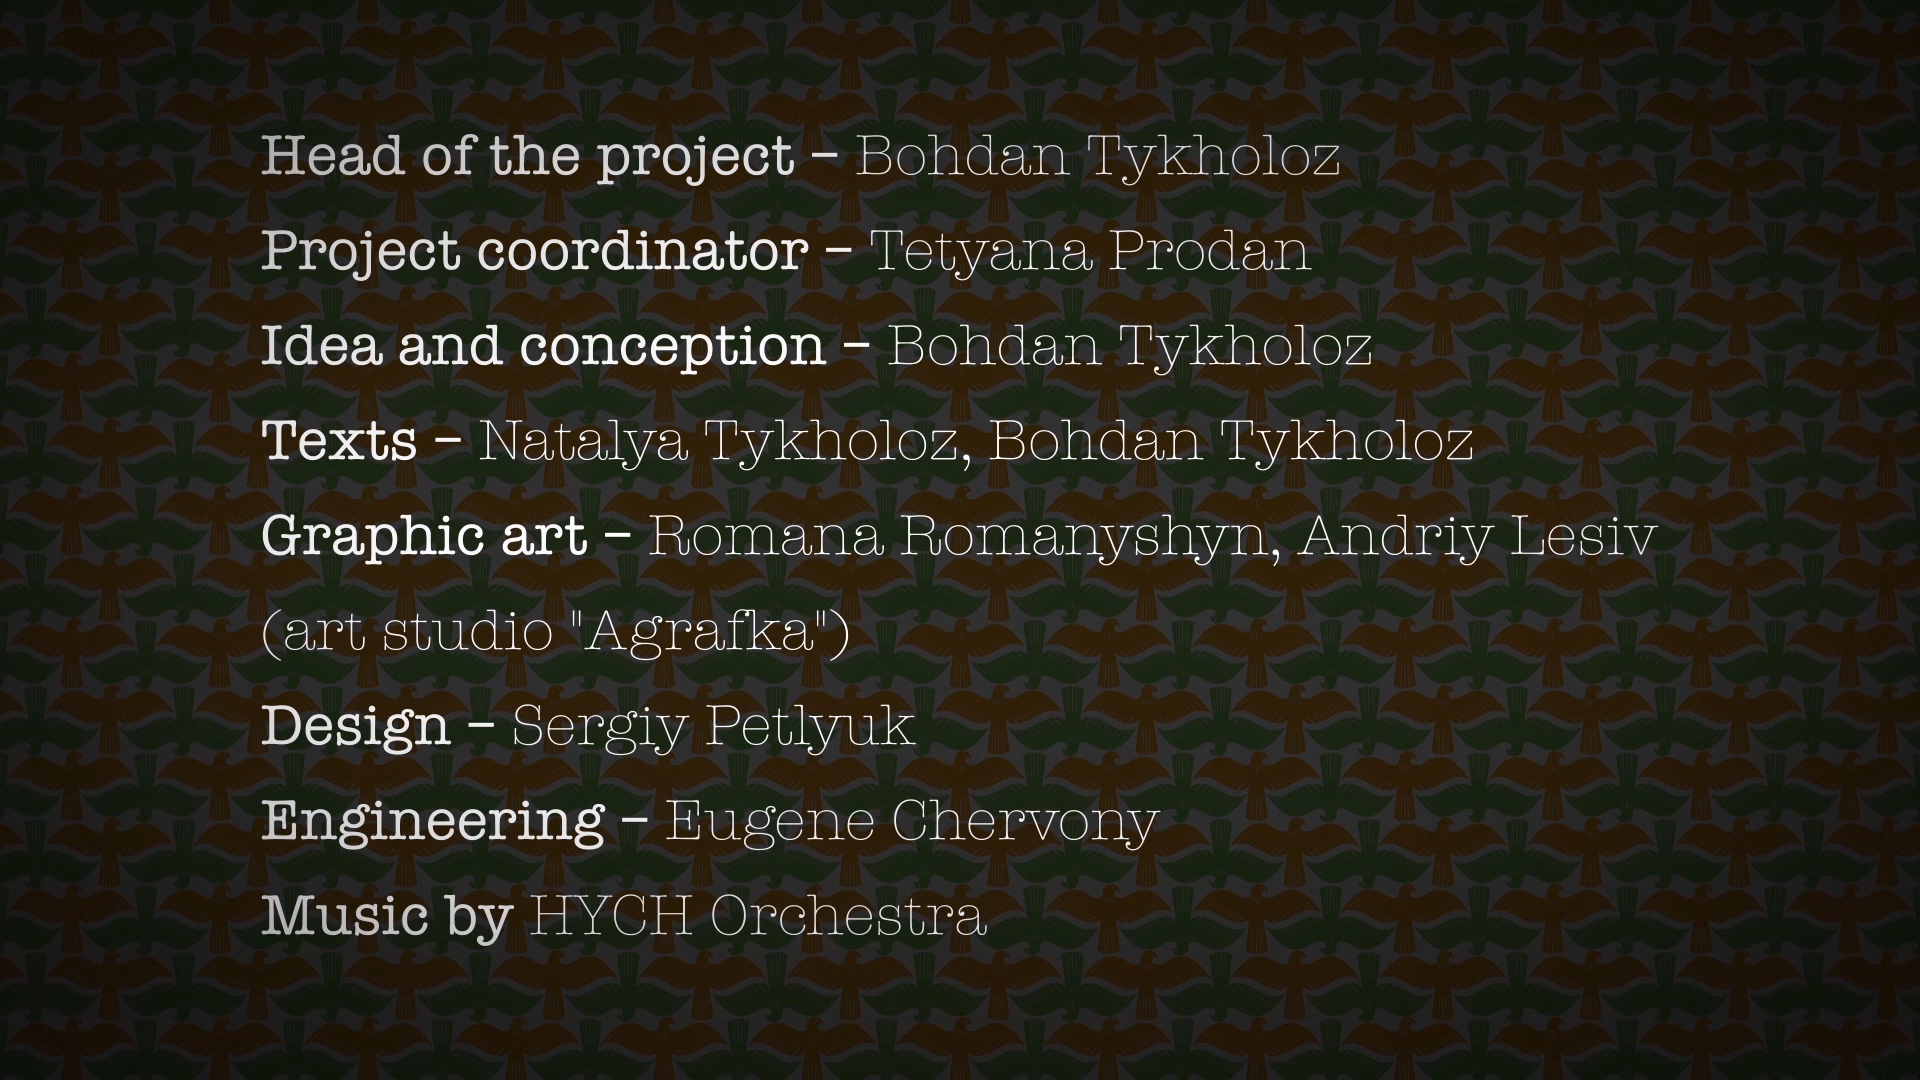 Head of the project – Bohdan Tykholoz
Project coordinator – Tetyana Prodan
Idea and conception – Bohdan Tykholoz
Texts – Natalya Tykholoz, Bohdan Tykholoz
Graphic art – Romana Romanyshyn, Andriy Lesiv
(art studio "Agrafka")
Design – Sergiy Petlyuk
Engineering – Eugene Chervony
Music by HYCH Orchestra